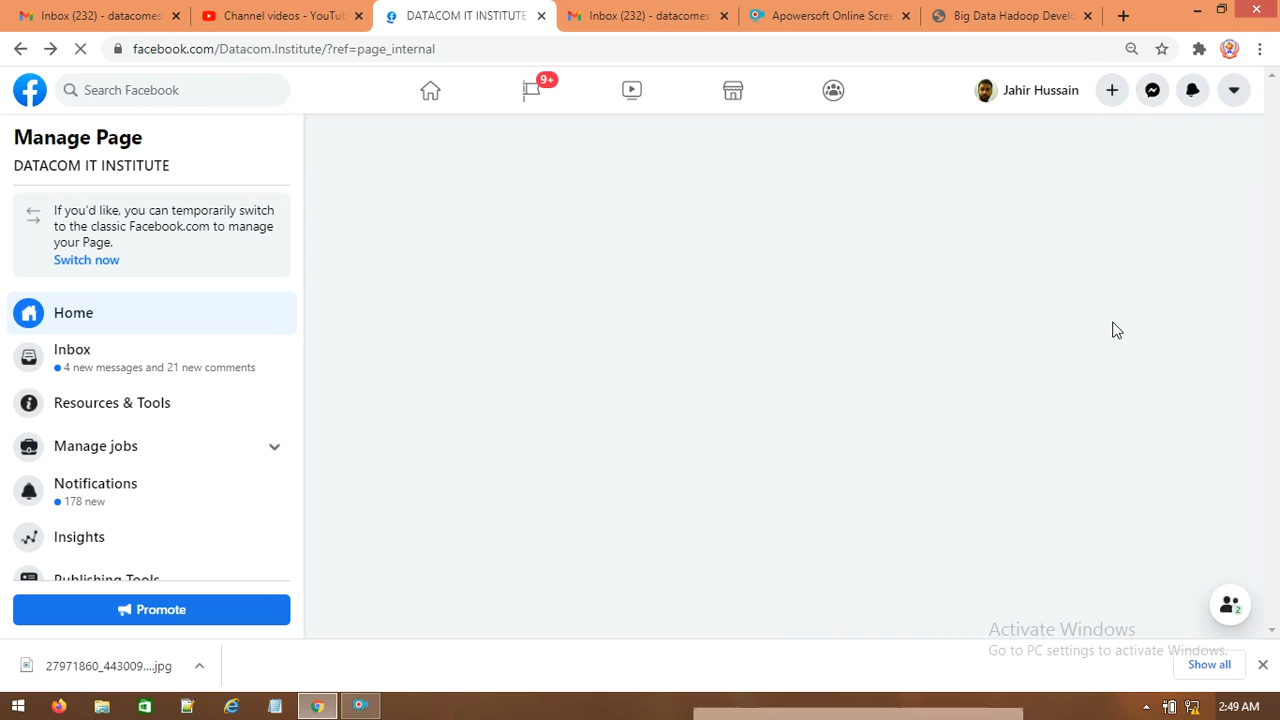 Inbox (232) - datacomes
Channel videos - YouTu
DATACOM IT INSTITUTE
Inbox (232) - datacomes
Apowersoft Online Scre
Big Data Hadoop Develo
facebook.com/Datacom.Institute/?ref=page_internal
Search Facebook
9+
Jahir Hussain
Manage Page
DATACOM IT INSTITUTE
If you'd like, you can temporarily switch
to the classic Facebook.com to manage
your Page.
Switch now
Home
Inbox
4 new messages and 21 new comments
Resources & Tools
Manage jobs
Notifications
178 new
Insights
Publishing Tools
Promote
2
Activate Windows
Go to PC settings to activate Windows.
27971860_443009....jpg
Show all
2:49 AM